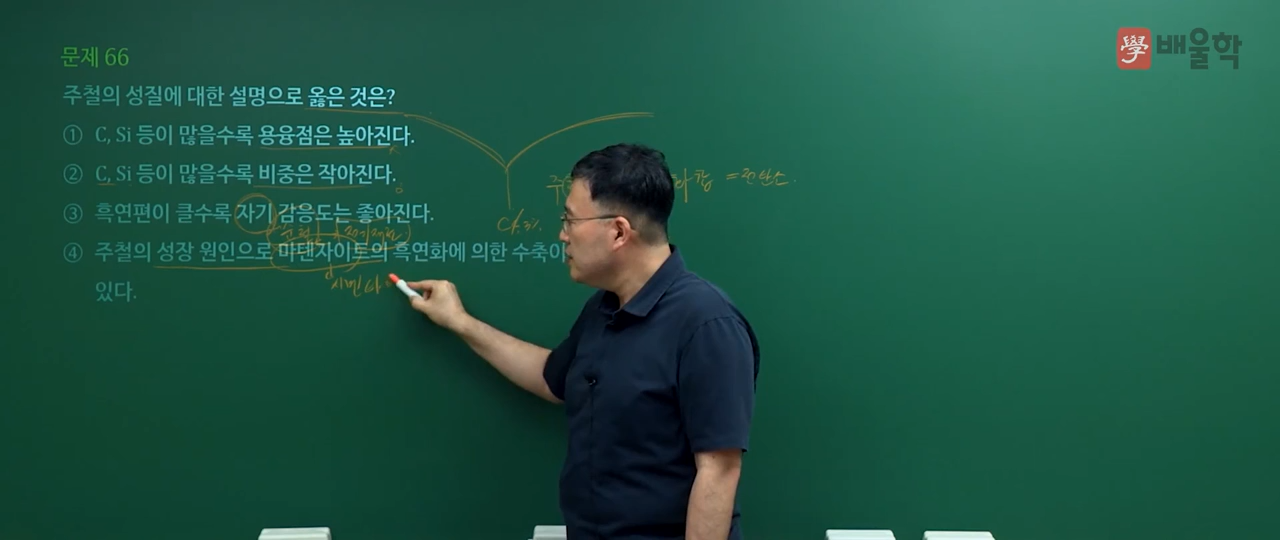 學 배울학
문제 66
주철의 성질에 대한 설명으로 옳은 것은?
① C, Si 등이 많을수록 용융점은 높아진다.
② C, Si 등이 많을수록 비중은 작아진다.
③ 흑연편이 클수록 자기 감응도는 좋아진다.
④ 주철의 성장 원인으로 마텐자이트의 흑연화에 의한 수축이
있다.
= 전탄소.